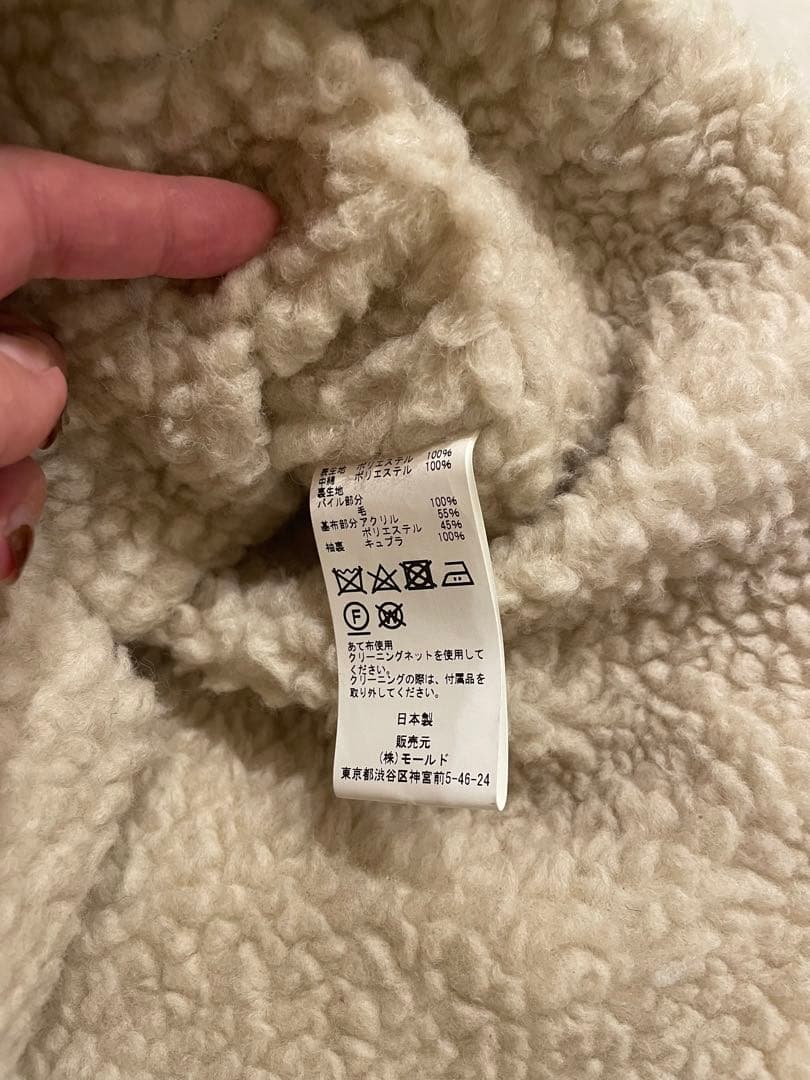 表生地 ポリエステル 100%
中綿 ポリエステル 100%
裏生地
パイル部分
毛 100%
基布部分 アクリル 55%
ポリエステル 45%
袖裏 キュプラ 100%
F W
あて布使用
クリーニングネットを使用して
ください。
クリーニングの際は、付属品を
取り外してください。
日本製
販売元
(株)モールド
東京都渋谷区神宮前5-46-24